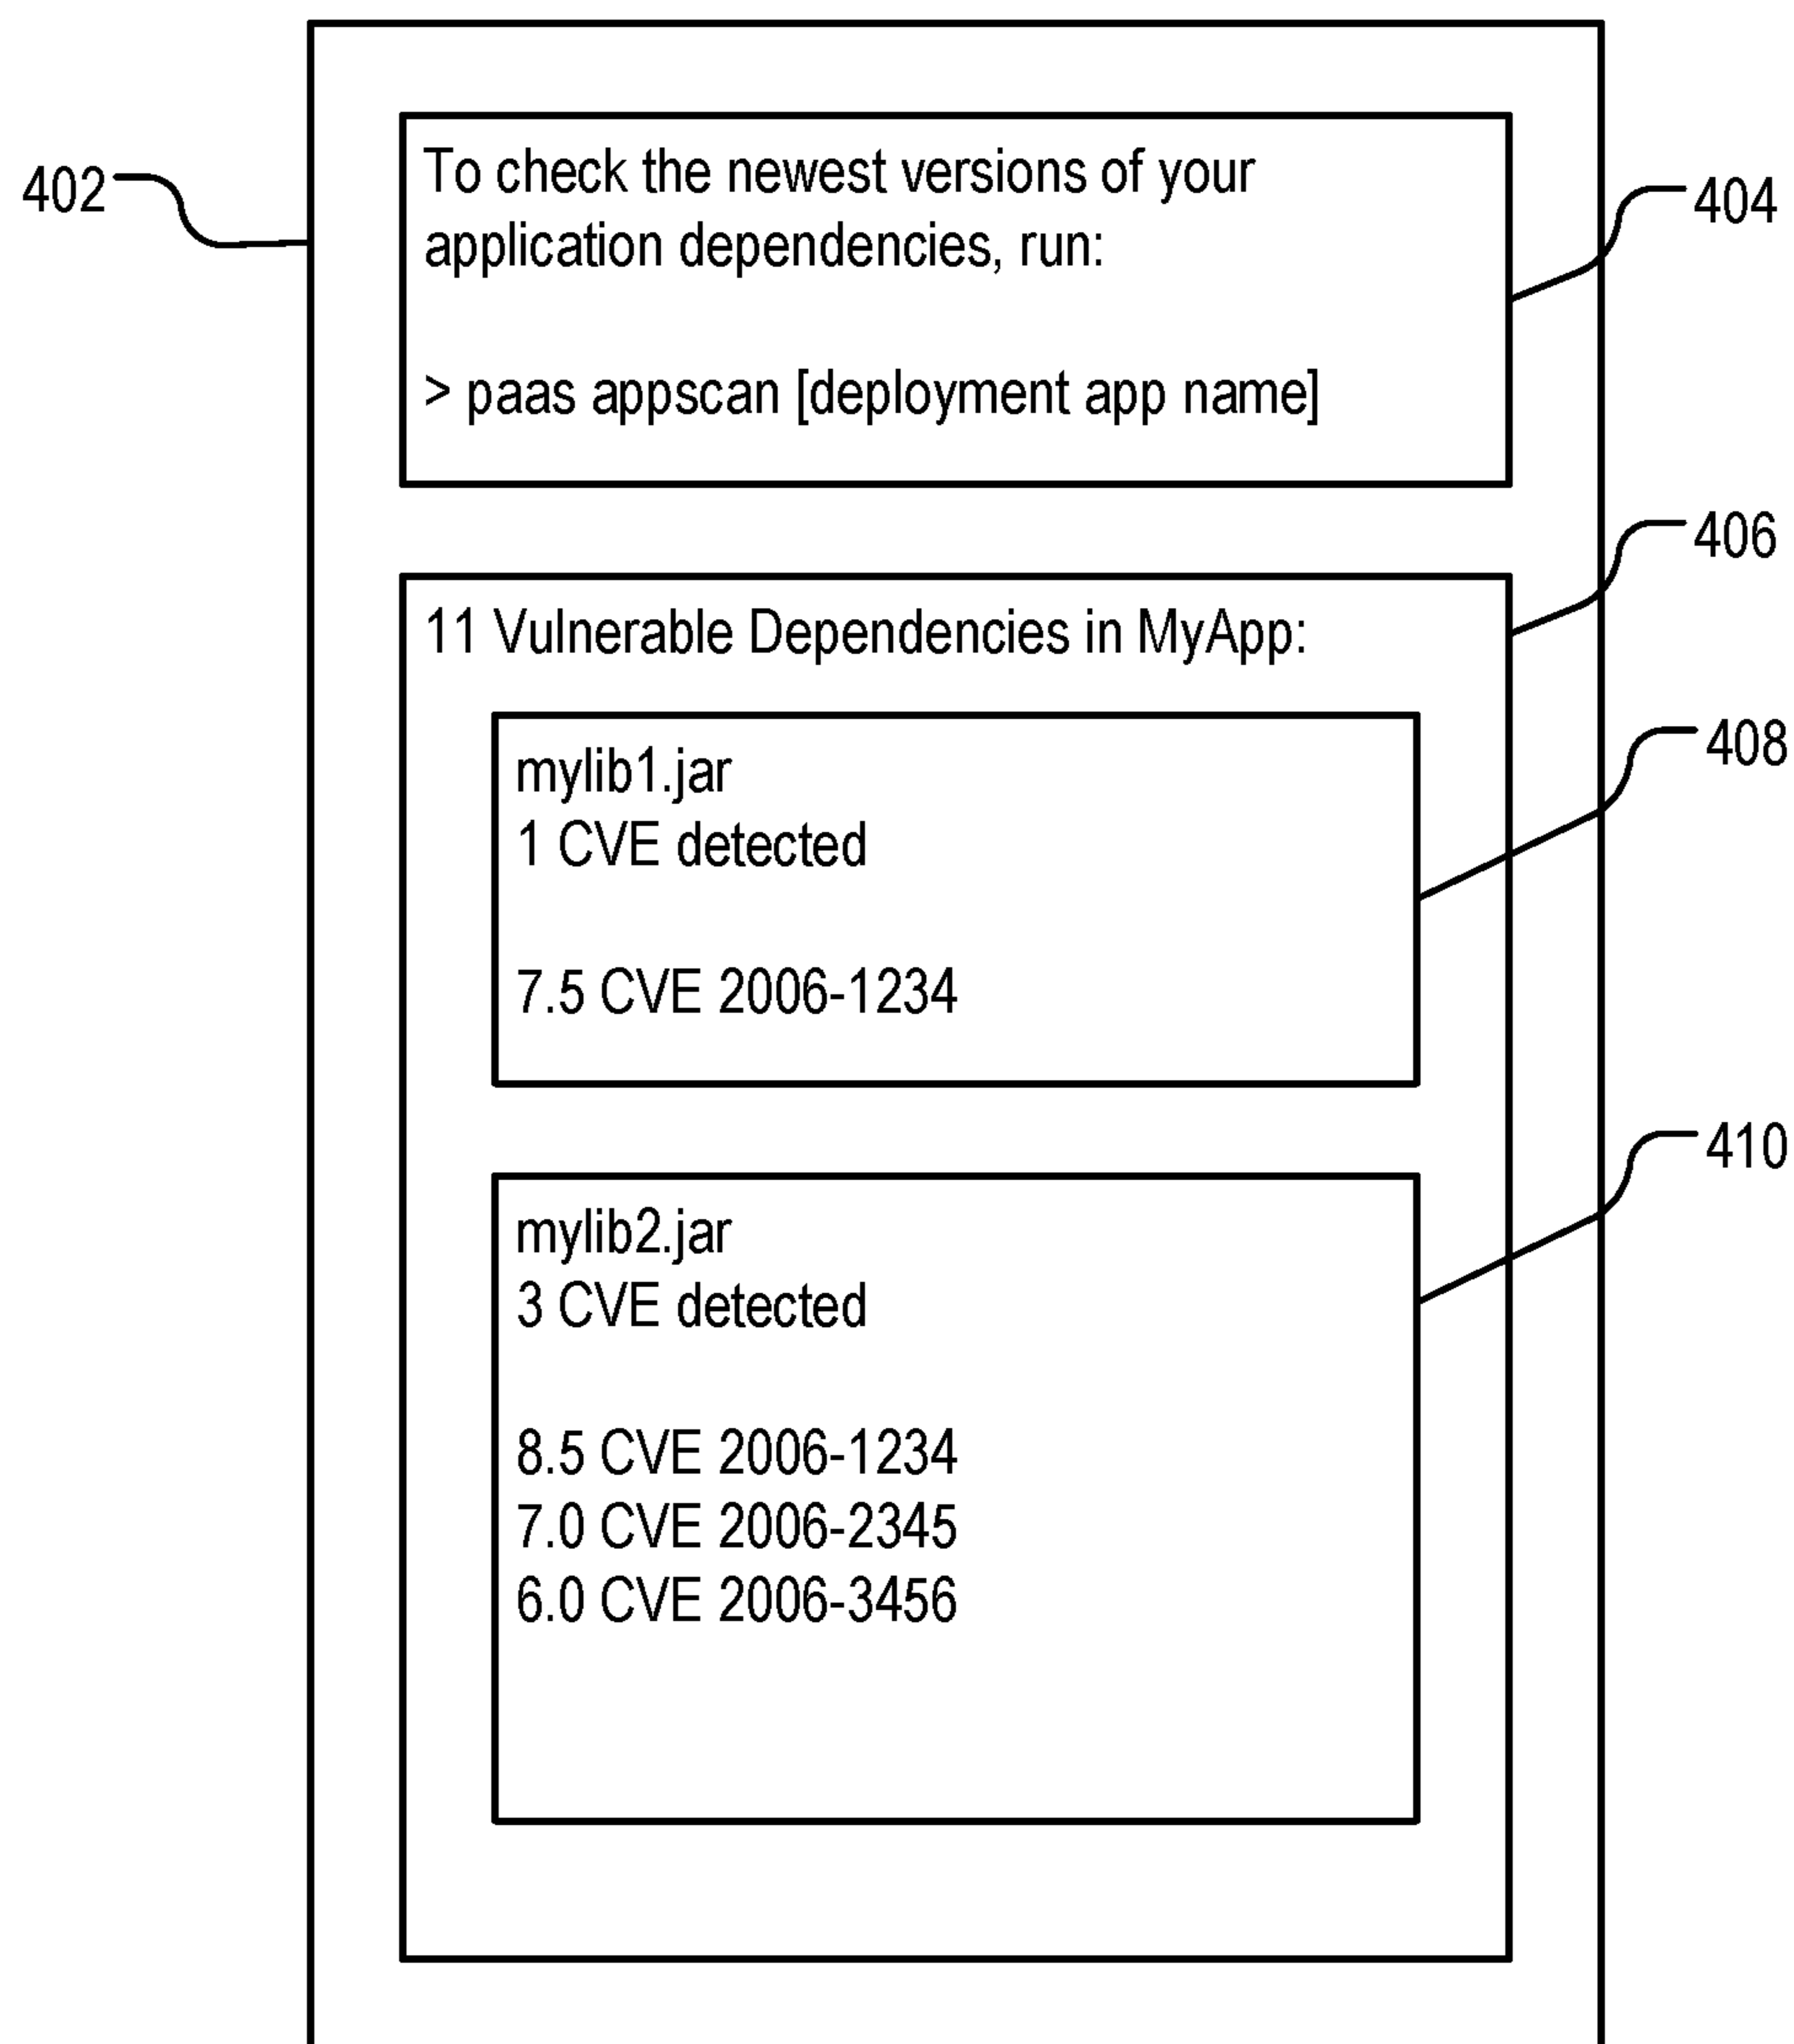 402
To check the newest versions of your
application dependencies, run:
> paas appscan [deployment app name]
404
406
11 Vulnerable Dependencies in MyApp:
mylib1.jar
1 CVE detected
7.5 CVE 2006-1234
408
mylib2.jar
3 CVE detected
8.5 CVE 2006-1234
7.0 CVE 2006-2345
6.0 CVE 2006-3456
410